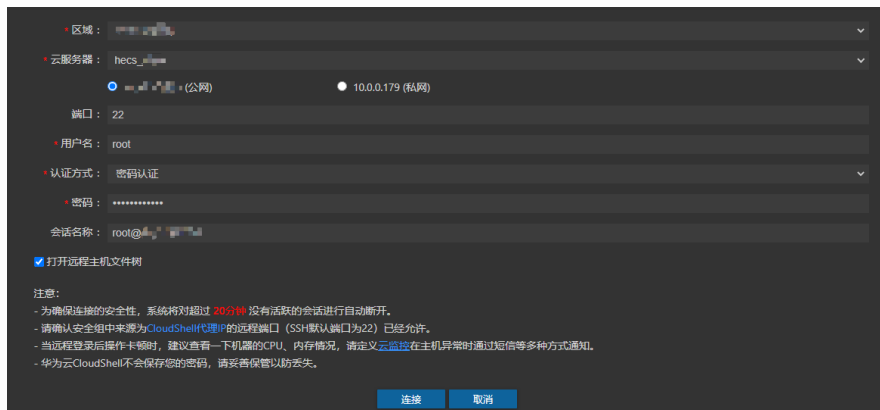 * 区域：
* 云服务器： hecs_
(公网) 10.0.0.179 (私网)
端口： 22
* 用户名： root
* 认证方式： 密码认证
* 密码： ••••••••••••
会话名称： root@
打开远程主机文件树
注意:
- 为确保连接的安全性，系统将对超过 20分钟 没有活跃的会话进行自动断开。
- 请确认安全组中来源为CloudShell代理IP的远程端口（SSH默认端口为22）已经允许。
- 当远程登录后操作卡顿时，建议查看一下机器的CPU、内存情况，请定义云监控在主机异常时通过短信等多种方式通知。
- 华为云CloudShell不会保存您的密码，请妥善保管以防丢失。
连接 取消